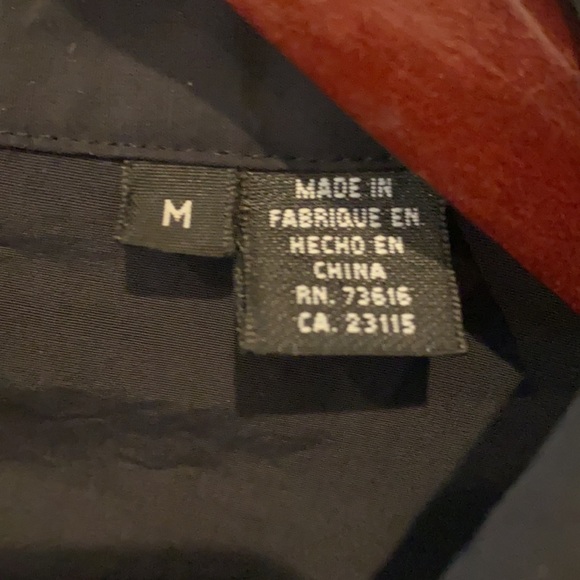 M
MADE IN
FABRIQUE EN
HECHO EN
CHINA
RN. 73616
CA. 23115